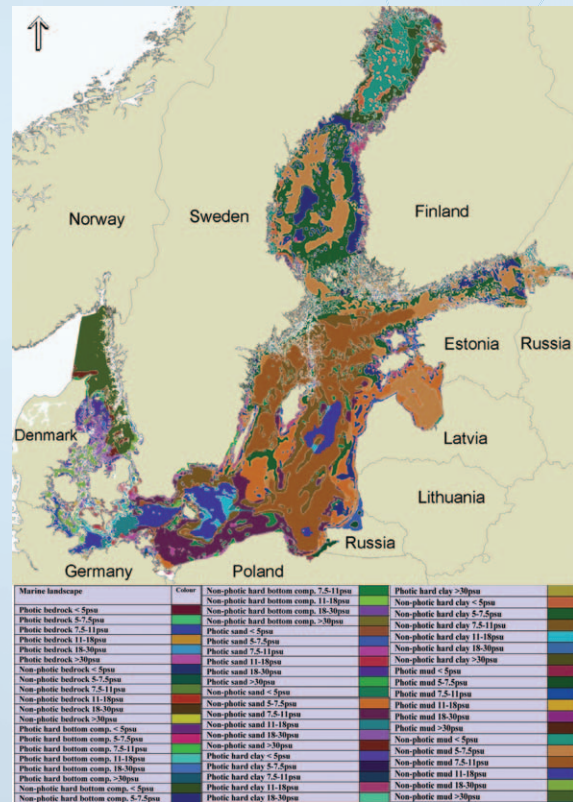 Norway
Sweden
Finland
Estonia
Russia
Denmark
Latvia
Lithuania
Russia
Germany
Poland
Marine landscape
Colour
Photic bedrock < 5psu
Photic bedrock 5-7.5psu
Photic bedrock 7.5-11psu
Photic bedrock 11-18psu
Photic bedrock 18-30psu
Photic bedrock >30psu
Non-photic bedrock < 5psu
Non-photic bedrock 5-7.5psu
Non-photic bedrock 7.5-11psu
Non-photic bedrock 11-18psu
Non-photic bedrock 18-30psu
Non-photic bedrock >30psu
Photic hard bottom comp. < 5psu
Photic hard bottom comp. 5-7.5psu
Photic hard bottom comp. 7.5-11psu
Photic hard bottom comp. 11-18psu
Photic hard bottom comp. 18-30psu
Photic hard bottom comp. >30psu
Non-photic hard bottom comp. < 5psu
Non-photic hard bottom comp. 5-7.5psu
Non-photic hard bottom comp. 7.5-11psu
Non-photic hard bottom comp. 11-18psu
Non-photic hard bottom comp. 18-30psu
Non-photic hard bottom comp. >30psu
Photic sand < 5psu
Photic sand 5-7.5psu
Photic sand 7.5-11psu
Photic sand 11-18psu
Photic sand 18-30psu
Photic sand >30psu
Non-photic sand < 5psu
Non-photic sand 5-7.5psu
Non-photic sand 7.5-11psu
Non-photic sand 11-18psu
Non-photic sand 18-30psu
Non-photic sand >30psu
Photic hard clay < 5psu
Photic hard clay 5-7.5psu
Photic hard clay 7.5-11psu
Photic hard clay 11-18psu
Photic hard clay 18-30psu
Photic hard clay >30psu
Non-photic hard clay < 5psu
Non-photic hard clay 5-7.5psu
Non-photic hard clay 7.5-11psu
Non-photic hard clay 11-18psu
Non-photic hard clay 18-30psu
Non-photic hard clay >30psu
Photic mud < 5psu
Photic mud 5-7.5psu
Photic mud 7.5-11psu
Photic mud 11-18psu
Photic mud 18-30psu
Photic mud >30psu
Non-photic mud < 5psu
Non-photic mud 5-7.5psu
Non-photic mud 7.5-11psu
Non-photic mud 11-18psu
Non-photic mud 18-30psu
Non-photic mud >30psu